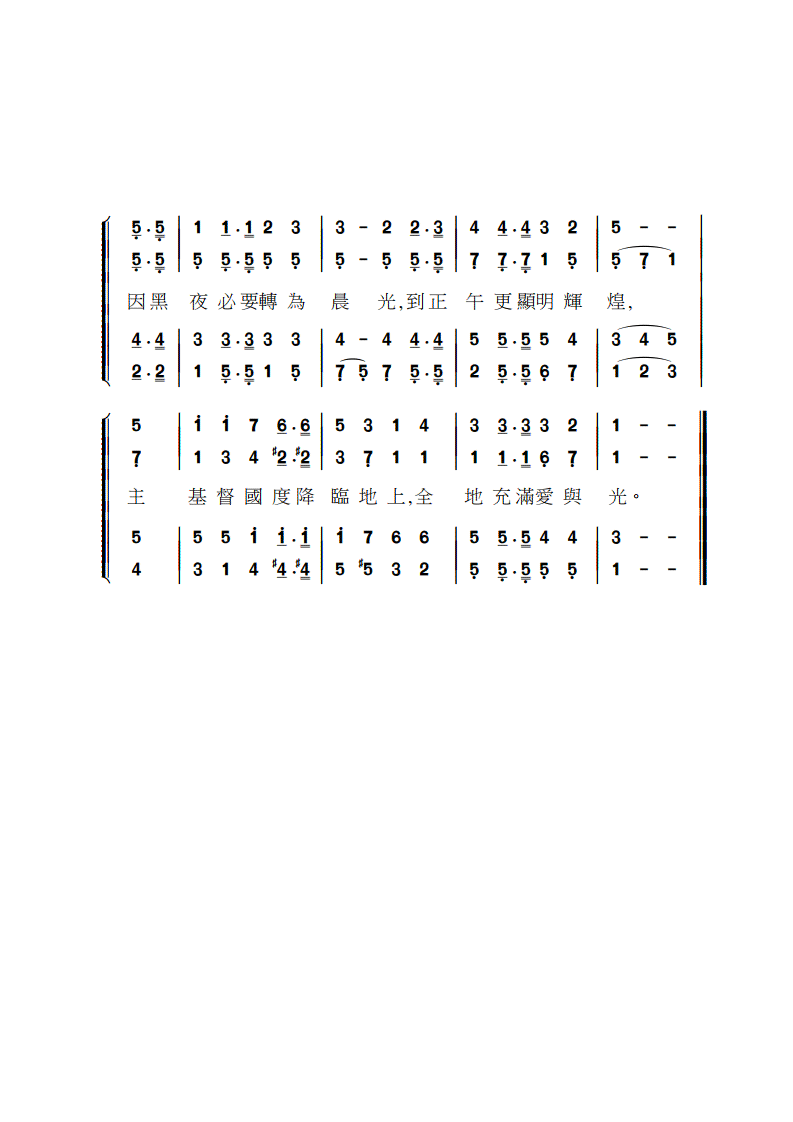 5 . 5 | 1 1 . 1 2 3 | 3 - 2 2 . 3 | 4 4 . 4 3 2 | 5 - - |
5 . 5 | 5 5 . 5 5 5 | 5 - 5 5 . 5 | 7 7 . 7 1 5 | 5 7 1
因黑 夜必要轉為 晨 光,到正 午更顯明輝 煌,
4 . 4 | 3 3 . 3 3 3 | 4 - 4 4 . 4 | 5 5 . 5 5 4 | 3 4 5
2 . 2 | 1 5 . 5 1 5 | 7 5 7 5 . 5 | 2 5 . 5 6 7 | 1 2 3 |
5 | i i 7 6 . 6 | 5 3 1 4 | 3 3 . 3 3 2 | 1 - -
7 | 1 3 4 #2 . #2 | 3 7 1 1 | 1 1 . 1 6 7 | 1 - -
主 基督國度降 臨地上,全 地充滿愛與 光。
5 | 5 5 i i . i | i 7 6 6 | 5 5 . 5 4 4 | 3 - -
4 | 3 1 4 #4 . #4 | 5 #5 3 2 | 5 5 . 5 5 5 | 1 - -